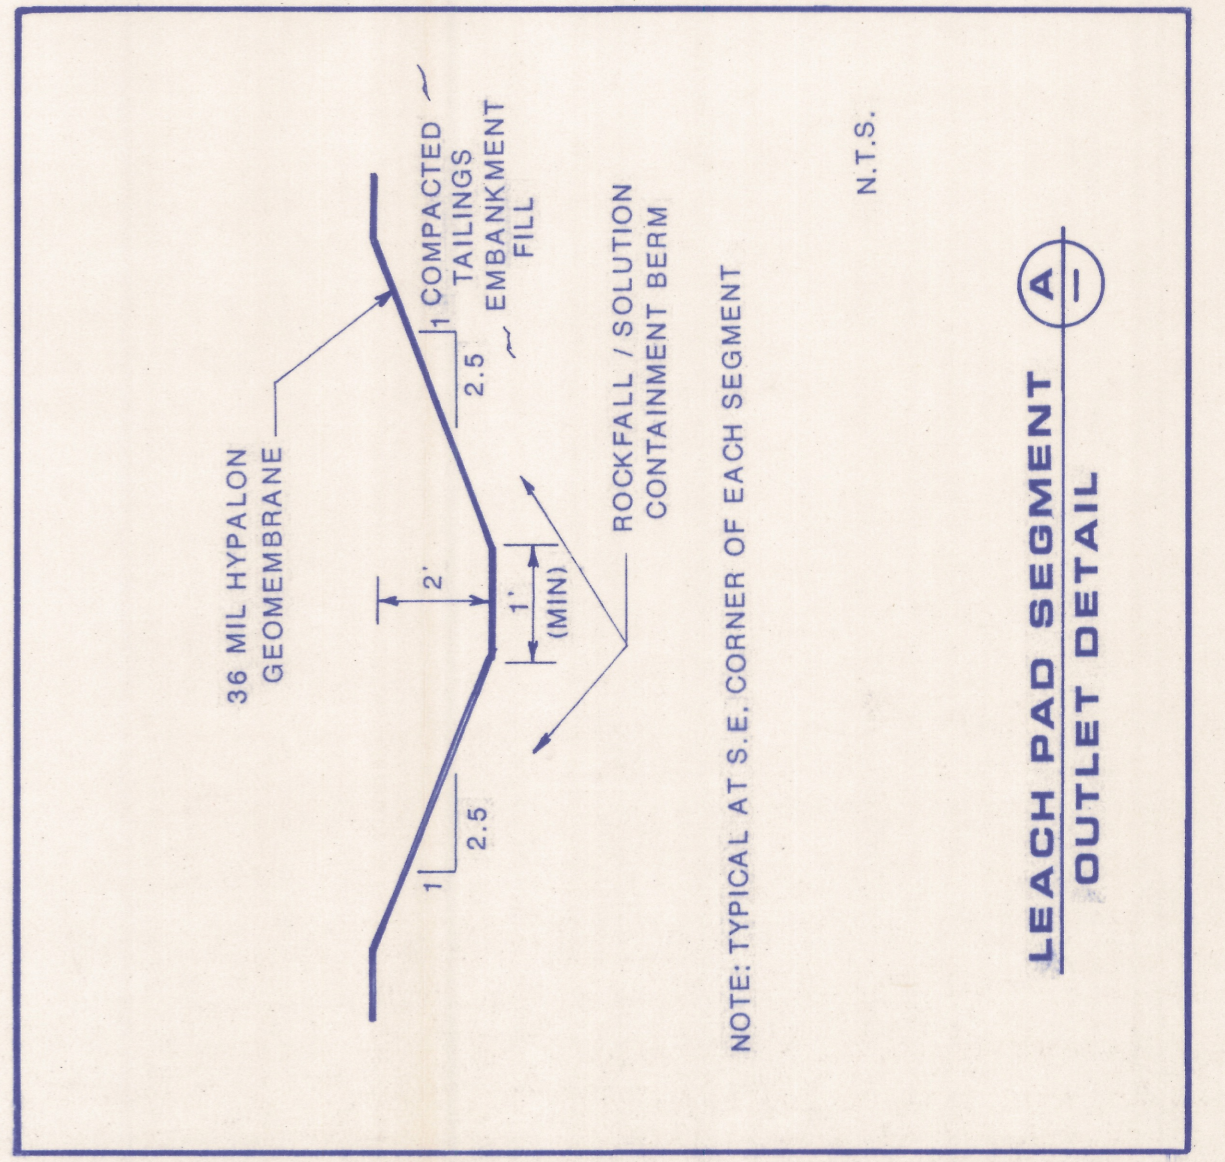 36 MIL HYPALON
GEOMEMBRANE
2'
1
2.5
1'
(MIN)
1
2.5
COMPACTED
TAILINGS
EMBANKMENT
FILL
ROCKFALL / SOLUTION
CONTAINMENT BERM
NOTE: TYPICAL AT S.E. CORNER OF EACH SEGMENT
N.T.S.
LEACH PAD SEGMENT
OUTLET DETAIL
A
—